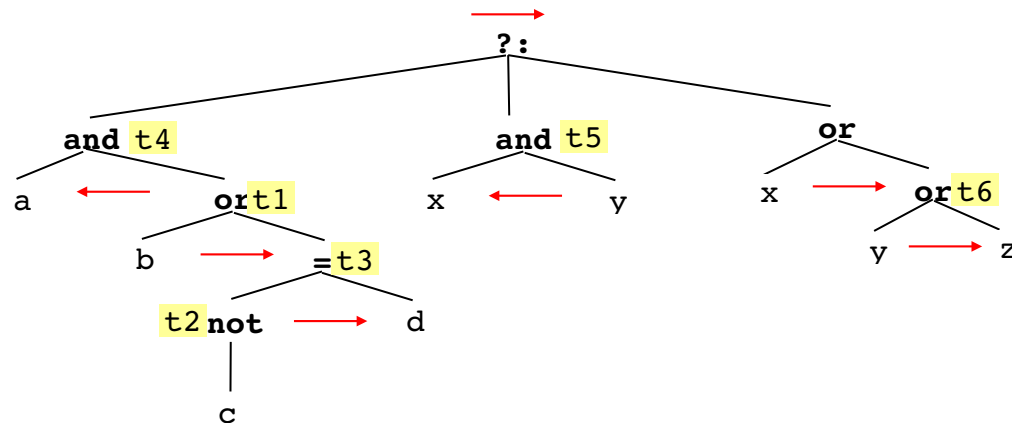 ?:
and t4 and t5 or
a or t1 x y x or t6
b = t3 y z
t2 not d
c